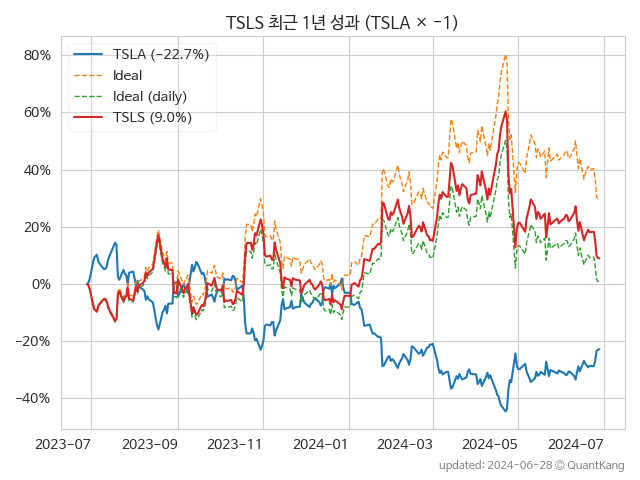 TSLS 최근 1년 성과 (TSLA × −1)
TSLA (−22.7%)
Ideal
Ideal (daily)
TSLS (9.0%)
80%
60%
40%
20%
0%
−20%
−40%
2023-07 2023-09 2023-11 2024-01 2024-03 2024-05 2024-07
updated: 2024-06-28 ⓒ QuantKang